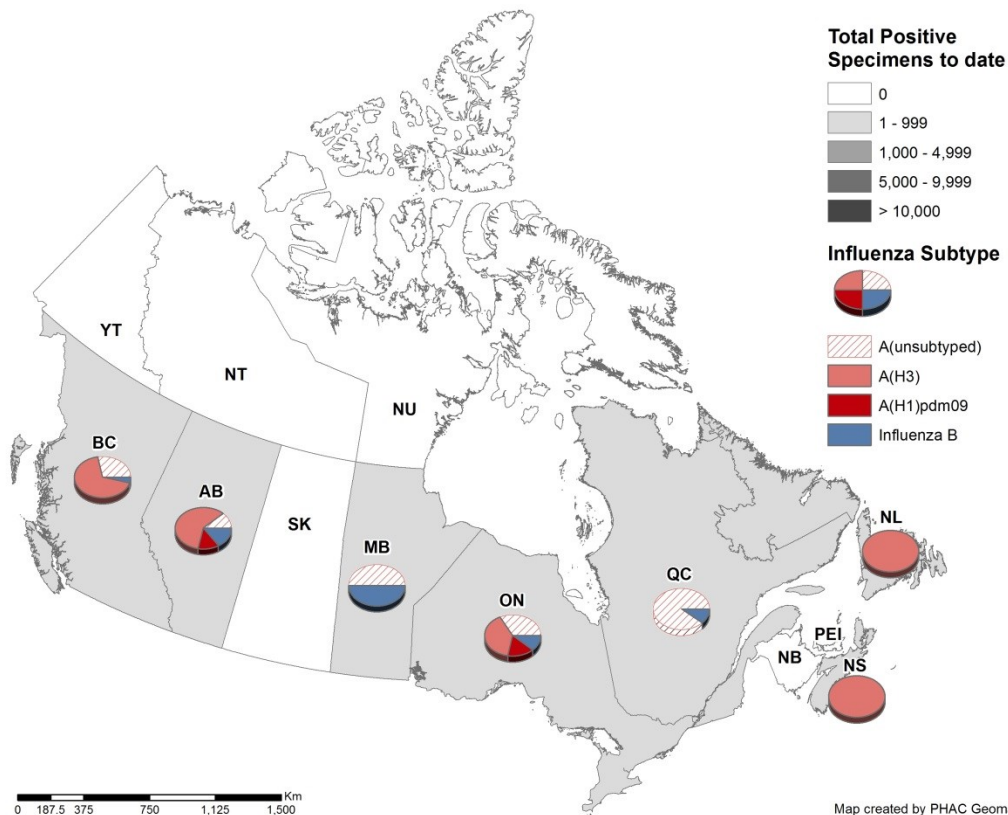 Total Positive
Specimens to date
0
1 - 999
1,000 - 4,999
5,000 - 9,999
> 10,000
Influenza Subtype
A(unsubtyped)
A(H3)
A(H1)pdm09
Influenza B
YT
NT
NU
BC
AB
SK
MB
ON
QC
NL
PEI
NB
NS
Km
0 187.5 375 750 1,125 1,500
Map created by PHAC Geom